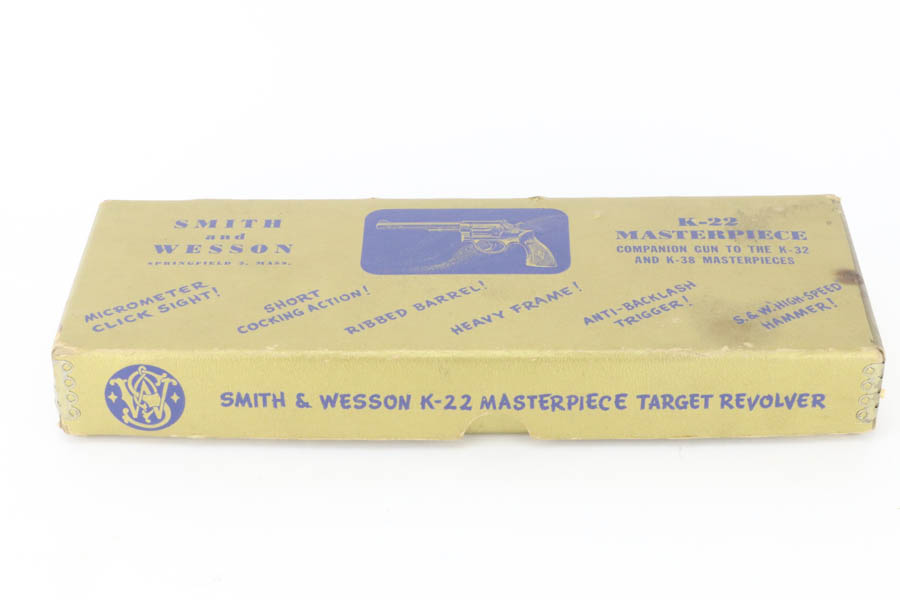 SMITH
and
WESSON
SPRINGFIELD 2, MASS.
K-22
MASTERPIECE
COMPANION GUN TO THE K-32
AND K-38 MASTERPIECES
MICROMETER
CLICK SIGHT!
SHORT
COCKING ACTION!
RIBBED BARREL!
HEAVY FRAME!
ANTI-BACKLASH
TRIGGER!
S. & W. HIGH-SPEED
HAMMER!
SMITH & WESSON K-22 MASTERPIECE TARGET REVOLVER